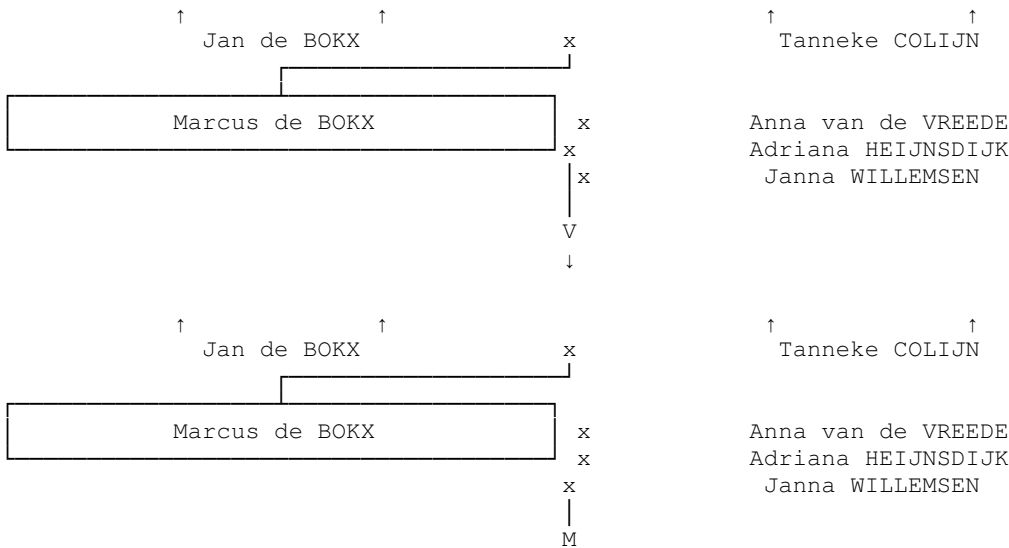 ↑ ↑ ↑ ↑
Jan de BOKX x Tanneke COLIJN
Marcus de BOKX x Anna van de VREEDE
x Adriana HEIJNSDIJK
x Janna WILLEMSEN
V
↓
↑ ↑ ↑ ↑
Jan de BOKX x Tanneke COLIJN
Marcus de BOKX x Anna van de VREEDE
x Adriana HEIJNSDIJK
x Janna WILLEMSEN
M